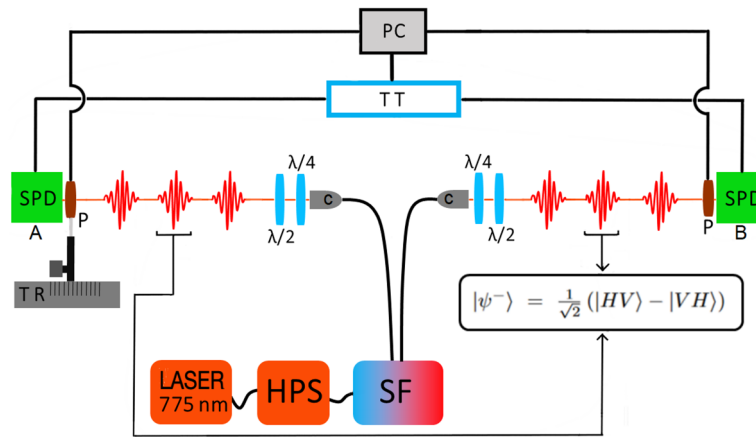 PC
TT
λ/4
λ/4
SPD
C
C
SPD
A
P
λ/2
λ/2
P
B
TR
|ψ⁻⟩ = 1/√2 (|HV⟩ − |VH⟩)
LASER
775 nm
HPS
SF